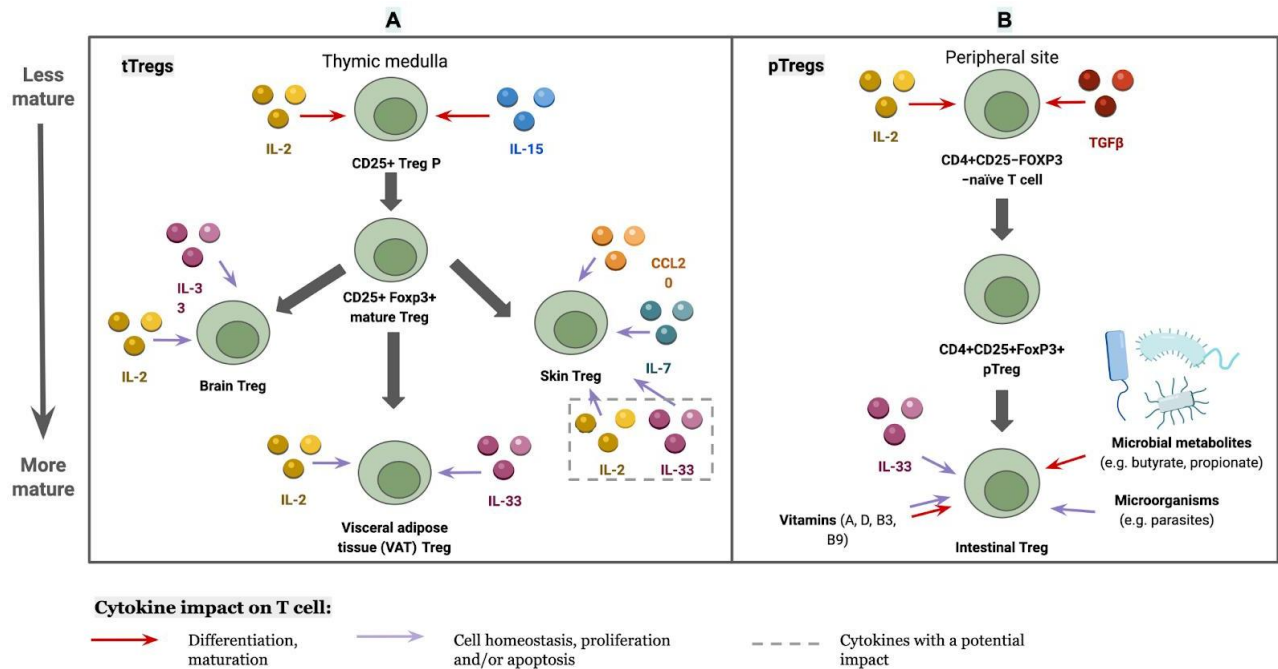 A
B
Less
mature
More
mature
tTregs
Thymic medulla
IL-2
IL-15
CD25+ Treg P
IL-3
3
IL-2
Brain Treg
CD25+ Foxp3+
mature Treg
CCL2
0
IL-7
Skin Treg
IL-2
IL-33
IL-2
IL-33
Visceral adipose
tissue (VAT) Treg
pTregs
Peripheral site
IL-2
TGFβ
CD4+CD25−FOXP3
−naïve T cell
CD4+CD25+FoxP3+
pTreg
IL-33
Microbial metabolites
(e.g. butyrate, propionate)
Vitamins (A, D, B3,
B9)
Microorganisms
(e.g. parasites)
Intestinal Treg
Cytokine impact on T cell:
Differentiation,
maturation
Cell homeostasis, proliferation
and/or apoptosis
Cytokines with a potential
impact